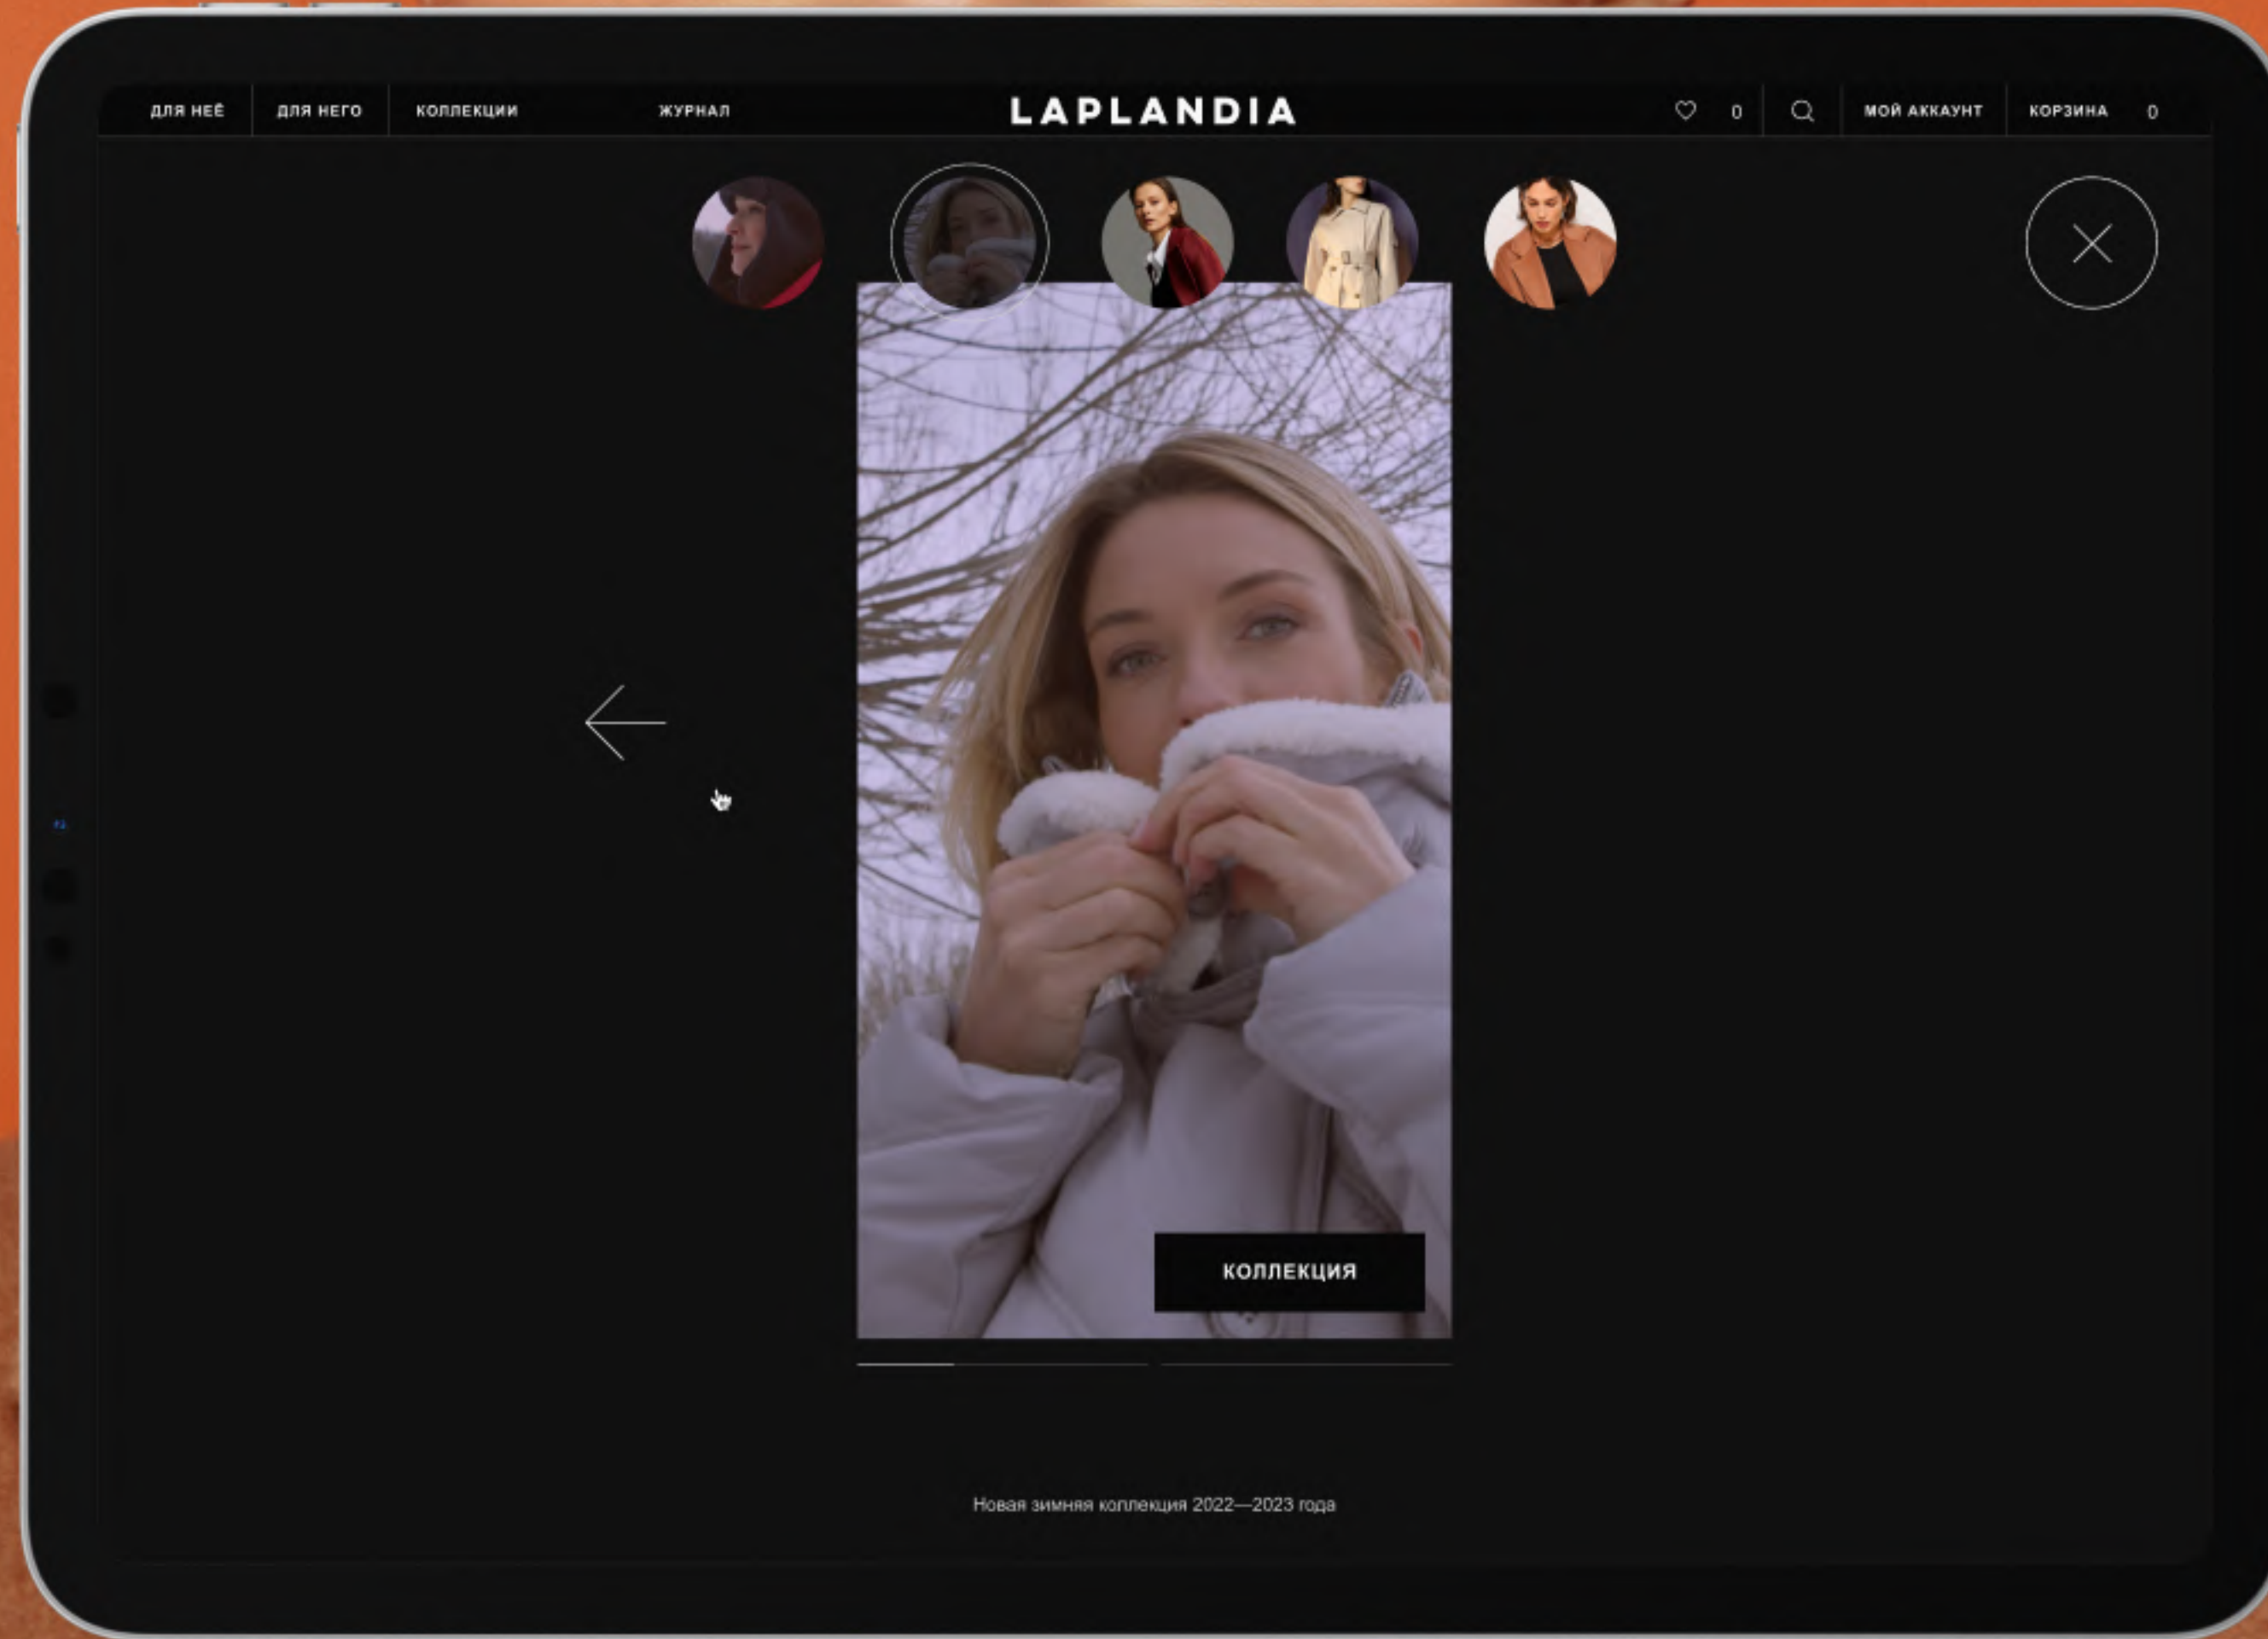 ДЛЯ НЕЁ ДЛЯ НЕГО КОЛЛЕКЦИИ ЖУРНАЛ LAPLANDIA 0 МОЙ АККАУНТ КОРЗИНА 0
КОЛЛЕКЦИЯ
Новая зимняя коллекция 2022—2023 года